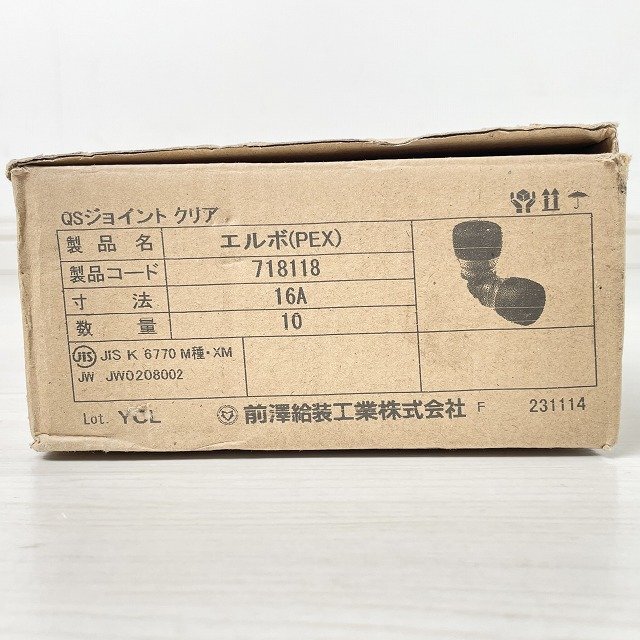 QSジョイント クリア
製品名 エルボ(PEX)
製品コード 718118
寸法 16A
数量 10
JIS JIS K 6770 M種・XM
JW JW0208002
Lot. YCL 前澤給装工業株式会社 F 231114